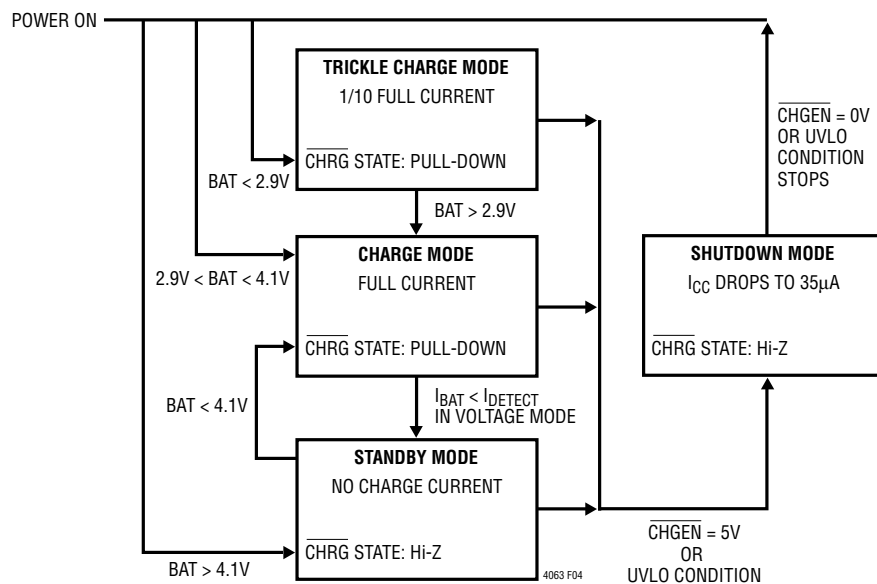 POWER ON
TRICKLE CHARGE MODE
1/10 FULL CURRENT
CHRG STATE: PULL-DOWN
BAT < 2.9V
BAT > 2.9V
CHARGE MODE
FULL CURRENT
CHRG STATE: PULL-DOWN
2.9V < BAT < 4.1V
BAT < 4.1V
IBAT < IDETECT
IN VOLTAGE MODE
STANDBY MODE
NO CHARGE CURRENT
CHRG STATE: Hi-Z
BAT > 4.1V
4063 F04
CHGEN = 0V
OR UVLO
CONDITION
STOPS
SHUTDOWN MODE
ICC DROPS TO 35µA
CHRG STATE: Hi-Z
CHGEN = 5V
OR
UVLO CONDITION